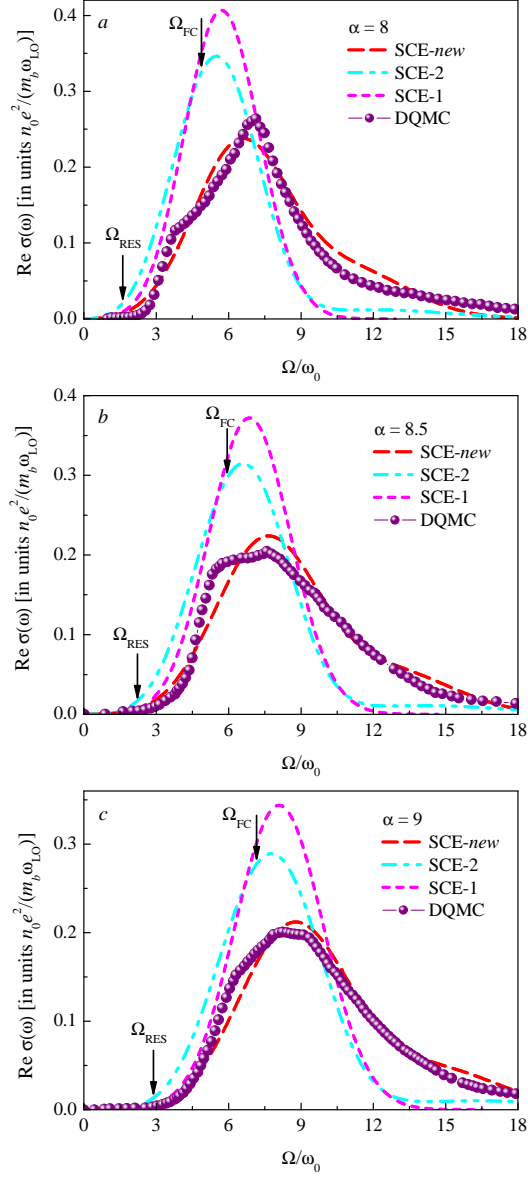 a
α = 8
Ω_FC
SCE-new
SCE-2
SCE-1
DQMC
Ω_RES
Re σ(ω) [in units n_0e^2/(m_bω_LO)]
0.4
0.3
0.2
0.1
0.0
0 3 6 9 12 15 18
Ω/ω_0
b
α = 8.5
Ω_FC
SCE-new
SCE-2
SCE-1
DQMC
Ω_RES
Re σ(ω) [in units n_0e^2/(m_bω_LO)]
0.4
0.3
0.2
0.1
0.0
0 3 6 9 12 15 18
Ω/ω_0
c
α = 9
Ω_FC
SCE-new
SCE-2
SCE-1
DQMC
Ω_RES
Re σ(ω) [in units n_0e^2/(m_bω_LO)]
0.3
0.2
0.1
0.0
0 3 6 9 12 15 18
Ω/ω_0